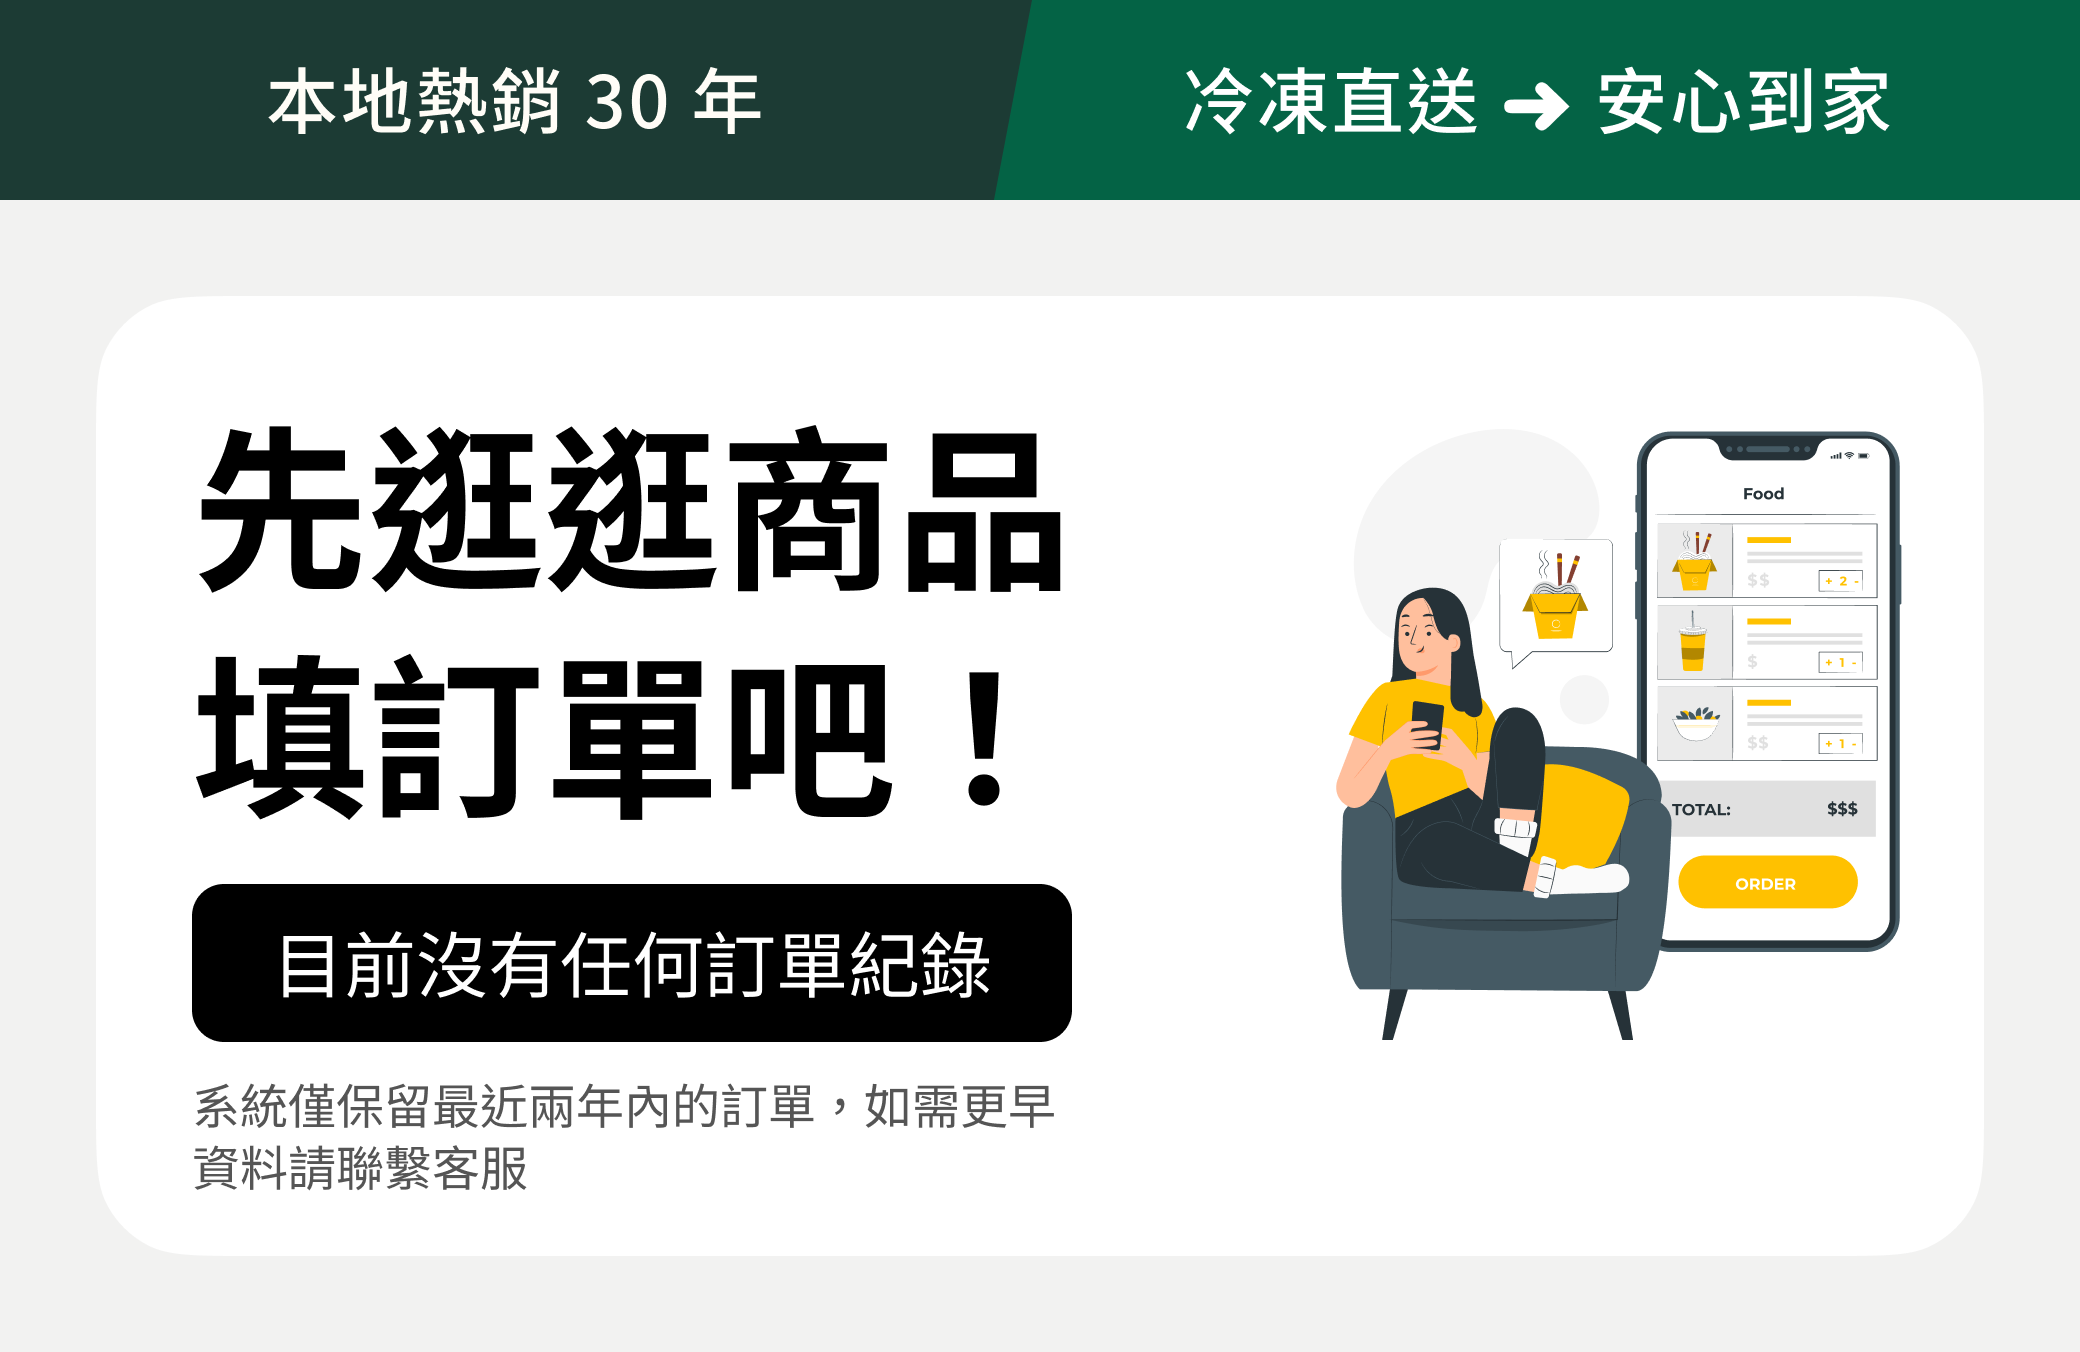 本地熱銷 30 年
冷凍直送 → 安心到家
先逛逛商品
填訂單吧！
目前沒有任何訂單紀錄
系統僅保留最近兩年內的訂單，如需更早
資料請聯繫客服
Food
$$
+ 2 -
$
+ 1 -
$$
+ 1 -
TOTAL: $$$
ORDER